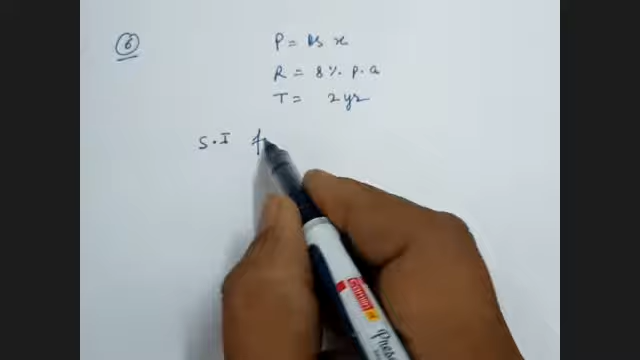 6
P = Rs x
R = 8 % p.a
T = 2 yr
S.I f